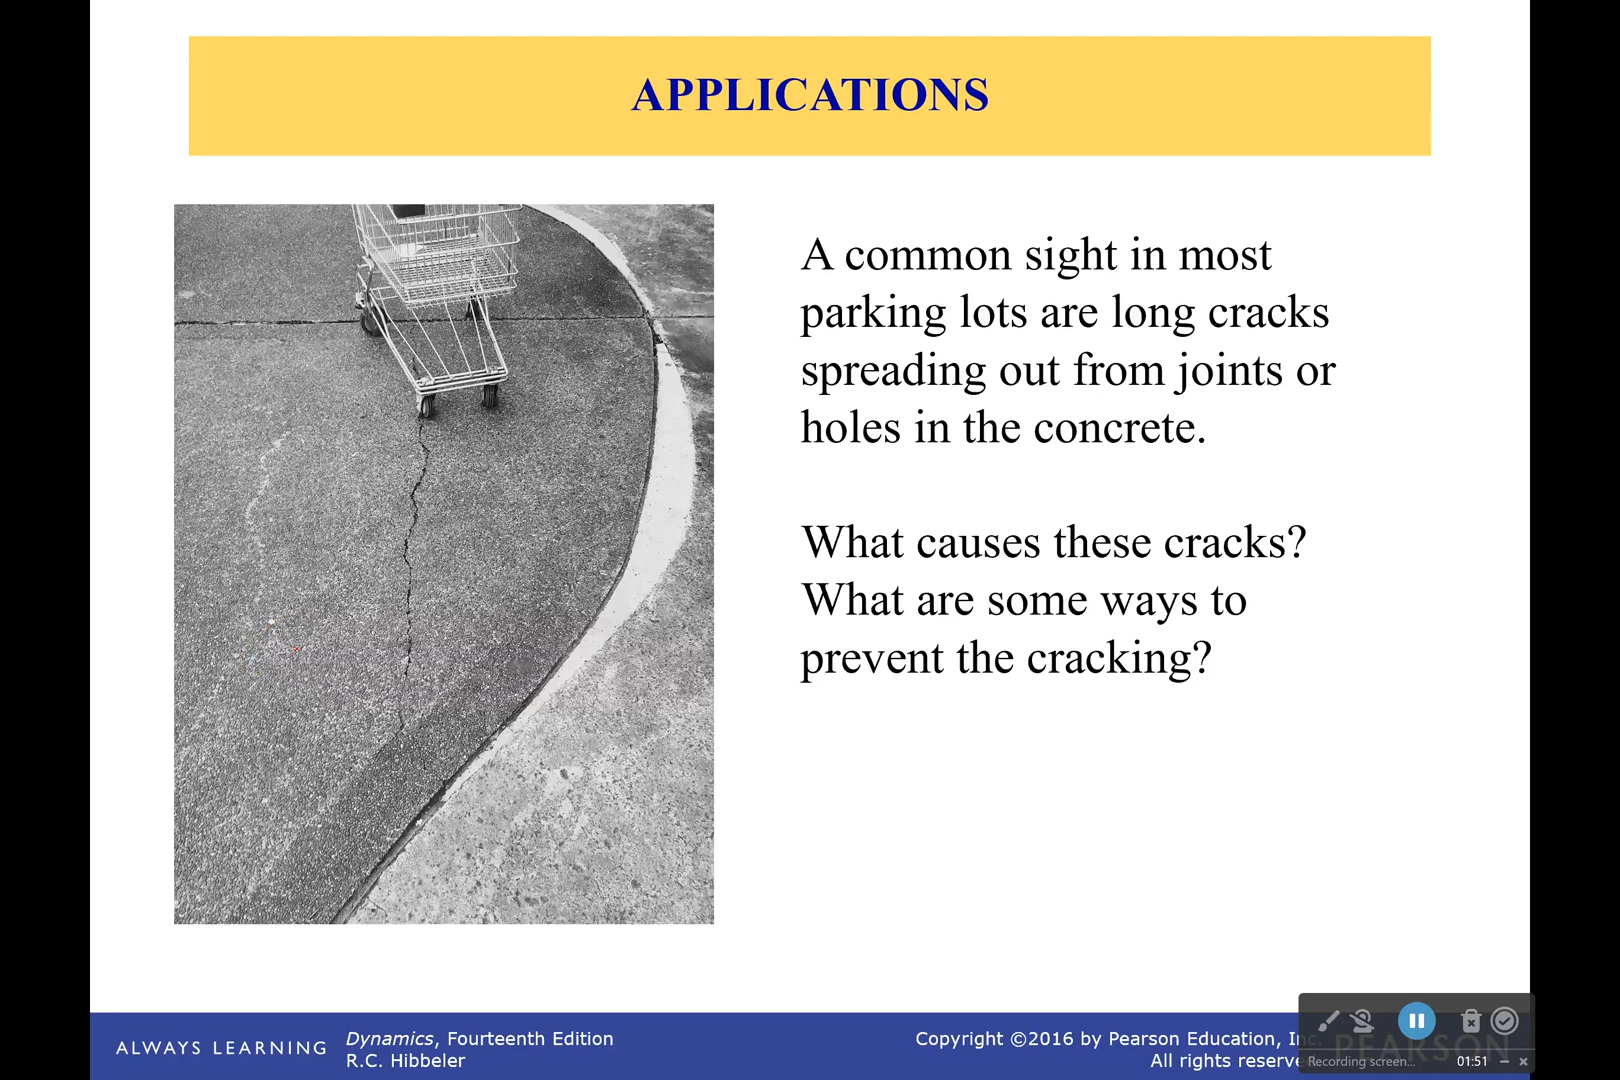 APPLICATIONS
A common sight in most
parking lots are long cracks
spreading out from joints or
holes in the concrete.
What causes these cracks?
What are some ways to
prevent the cracking?
ALWAYS LEARNING
Dynamics, Fourteenth Edition
R.C. Hibbeler
Copyright ©2016 by Pearson Education, Inc.
All rights reserve
PEARSON
Recording screen...
01:51